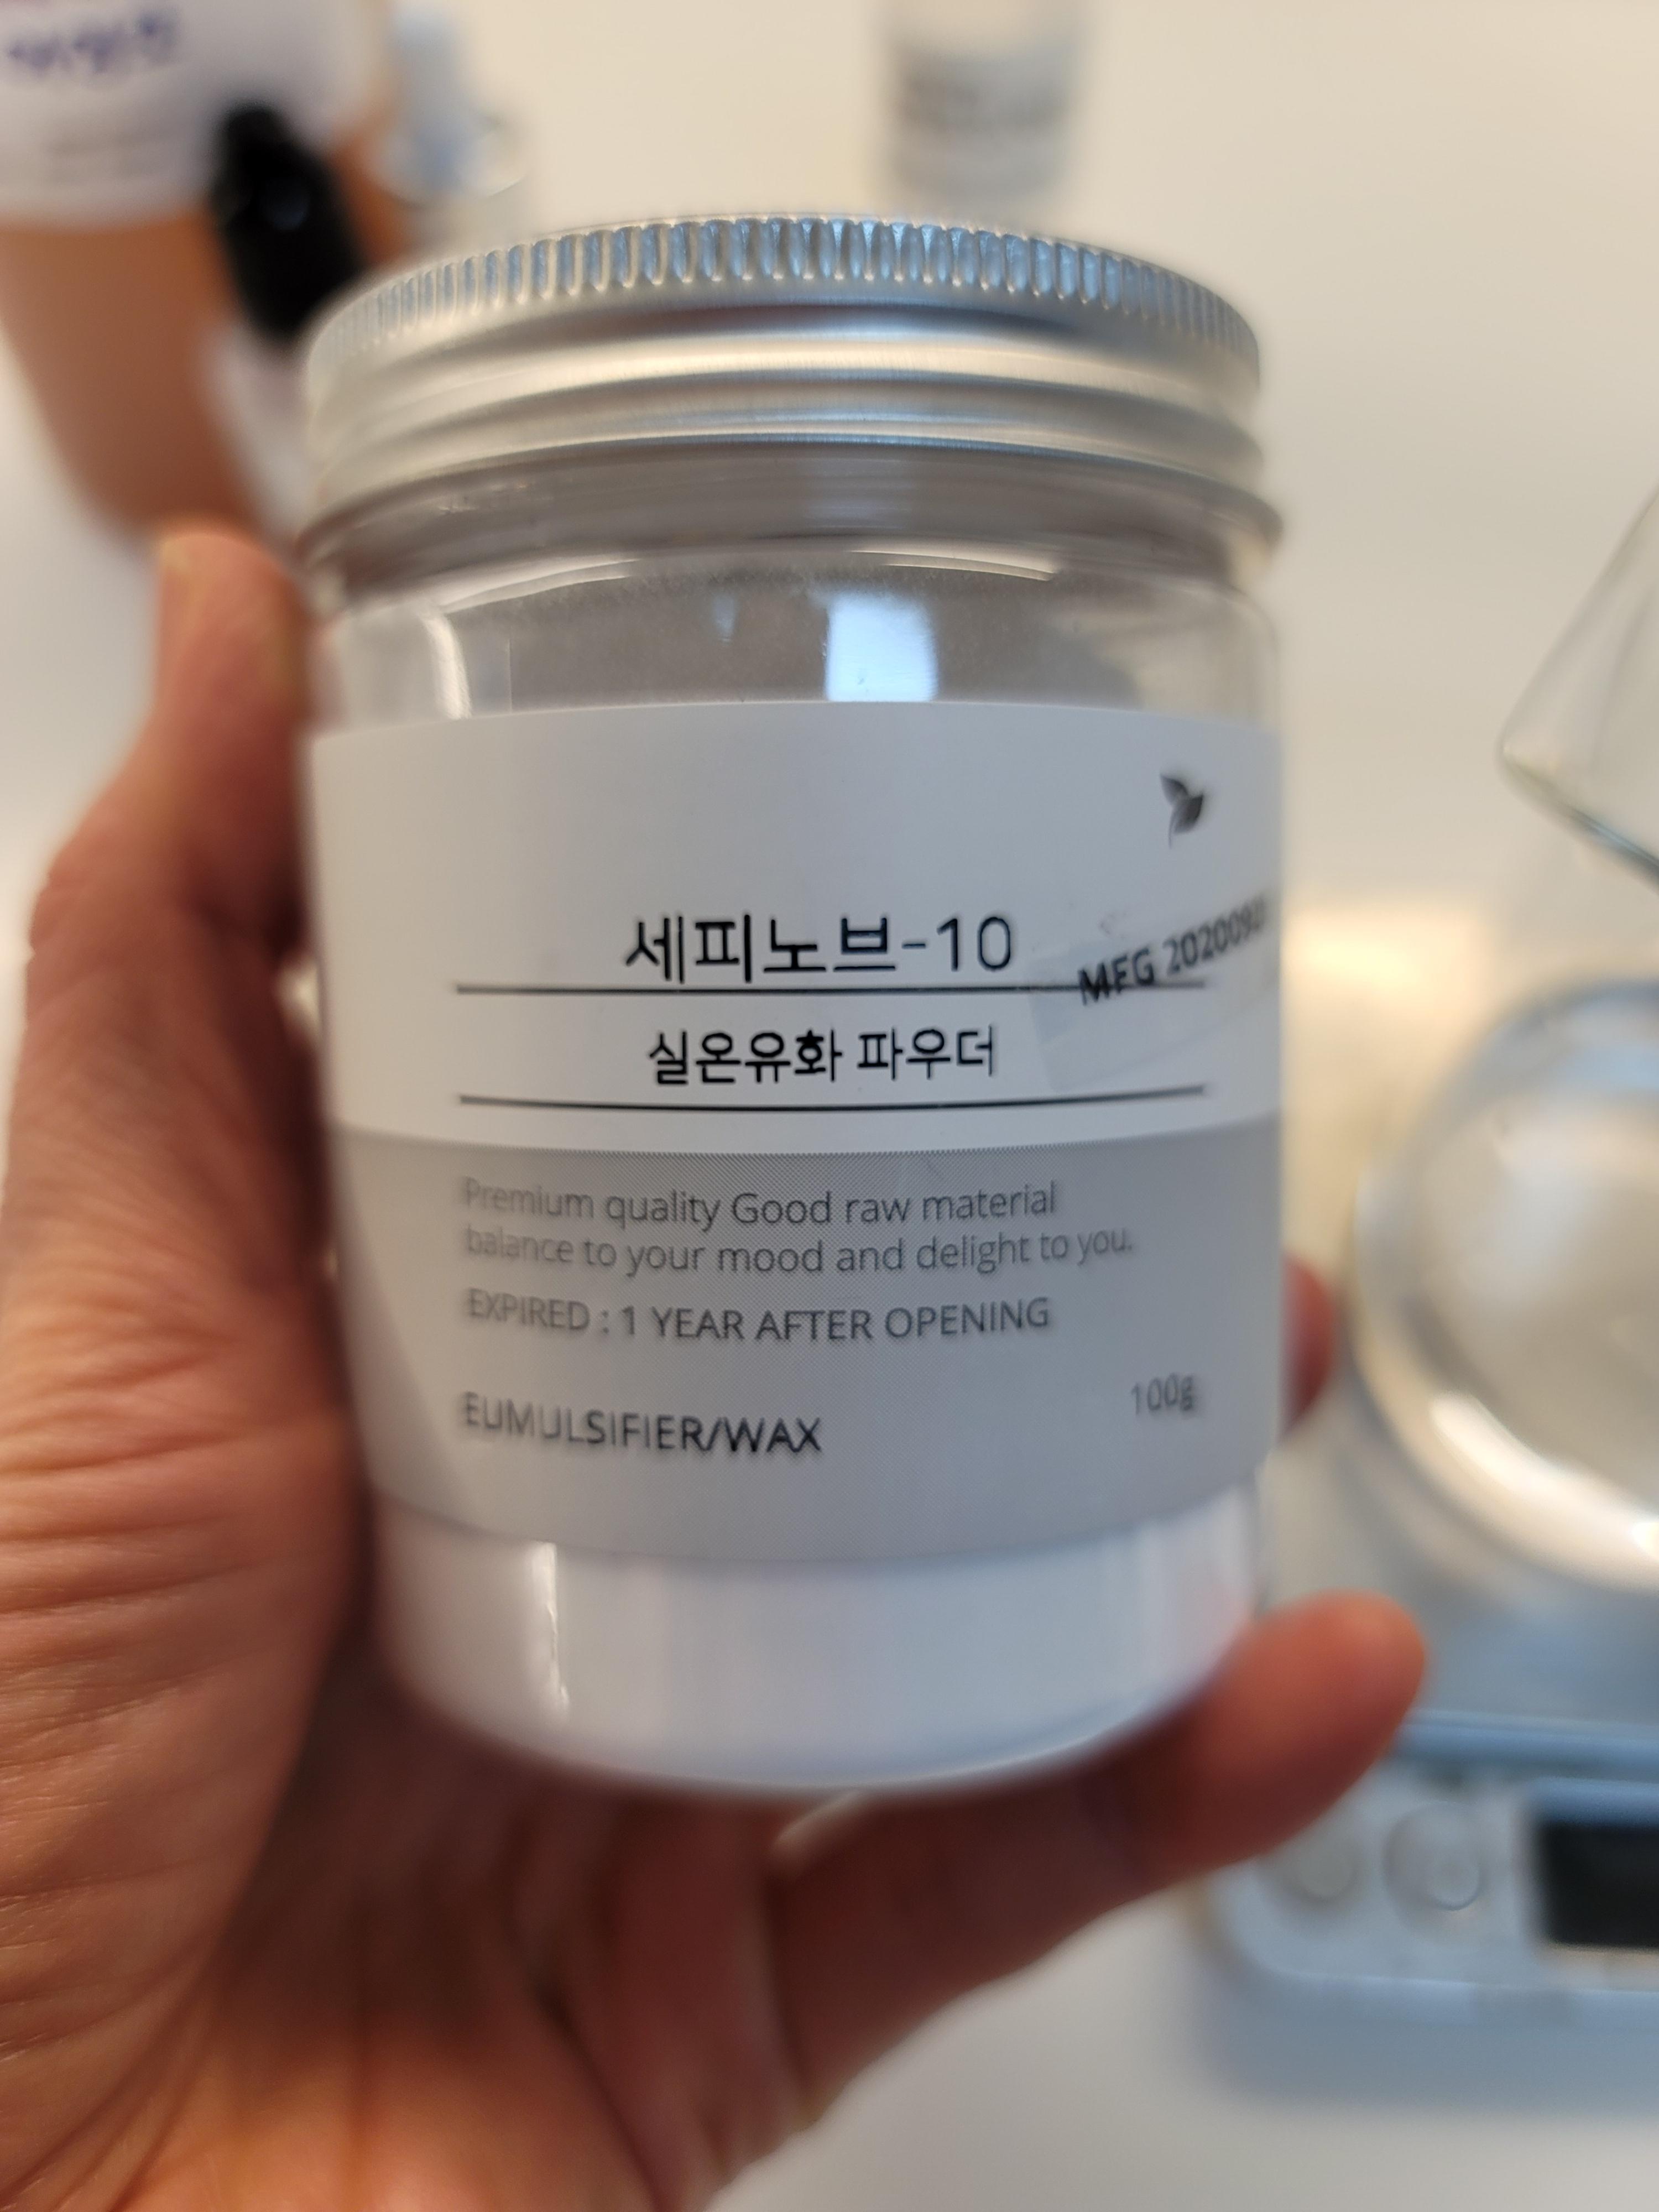 세피노브-10
실온유화 파우더
Premium quality Good raw material
balance to your mood and delight to you.
EXPIRED : 1 YEAR AFTER OPENING
100g
EUMULSIFIER/WAX
MFG